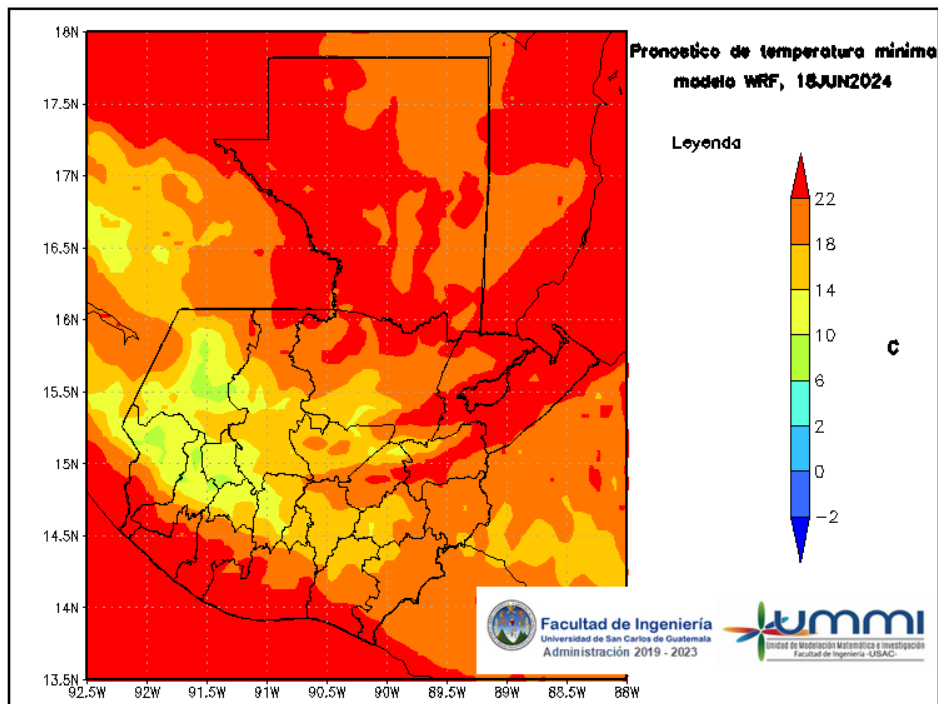 Pronostico de temperatura minima
modelo WRF, 18JUN2024
Leyenda
22
18
14
10
6
2
0
-2
C
18N
17.5N
17N
16.5N
16N
15.5N
15N
14.5N
14N
13.5N
92.5W 92W 91.5W 91W 90.5W 90W 89.5W 89W 88.5W 88W
Facultad de Ingeniería
Universidad de San Carlos de Guatemala
Administración 2019 - 2023
ummi
Unidad de Modelación Matemática e Investigación
Facultad de Ingeniería -USAC-